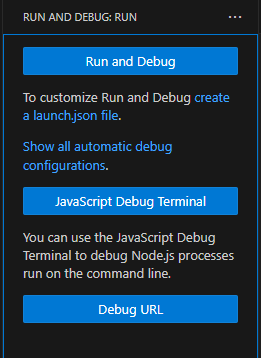 RUN AND DEBUG: RUN
Run and Debug
To customize Run and Debug create
a launch.json file.
Show all automatic debug
configurations.
JavaScript Debug Terminal
You can use the JavaScript Debug
Terminal to debug Node.js processes
run on the command line.
Debug URL